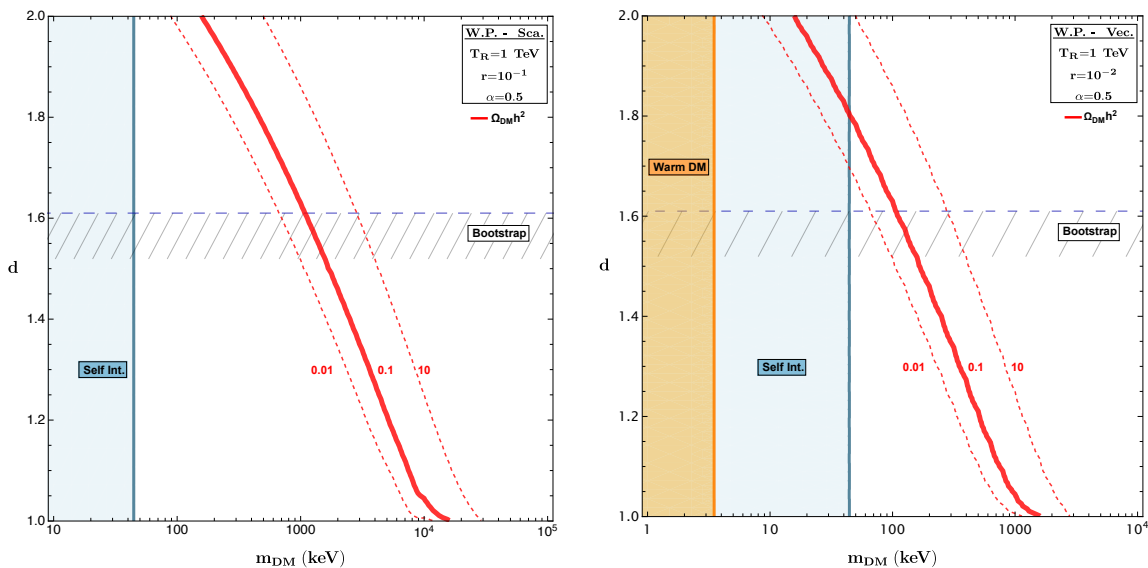 2.0
1.8
1.6
d
1.4
1.2
1.0
W.P. - Sca.
T_R=1 TeV
r=10^-1
α=0.5
Ω_DM h^2
Bootstrap
Self Int.
0.01
0.1
10
10
100
1000
10^4
10^5
m_DM (keV)
2.0
1.8
1.6
d
1.4
1.2
1.0
W.P. - Vec.
T_R=1 TeV
r=10^-2
α=0.5
Ω_DM h^2
Warm DM
Bootstrap
Self Int.
0.01
0.1
10
1
10
100
1000
10^4
m_DM (keV)